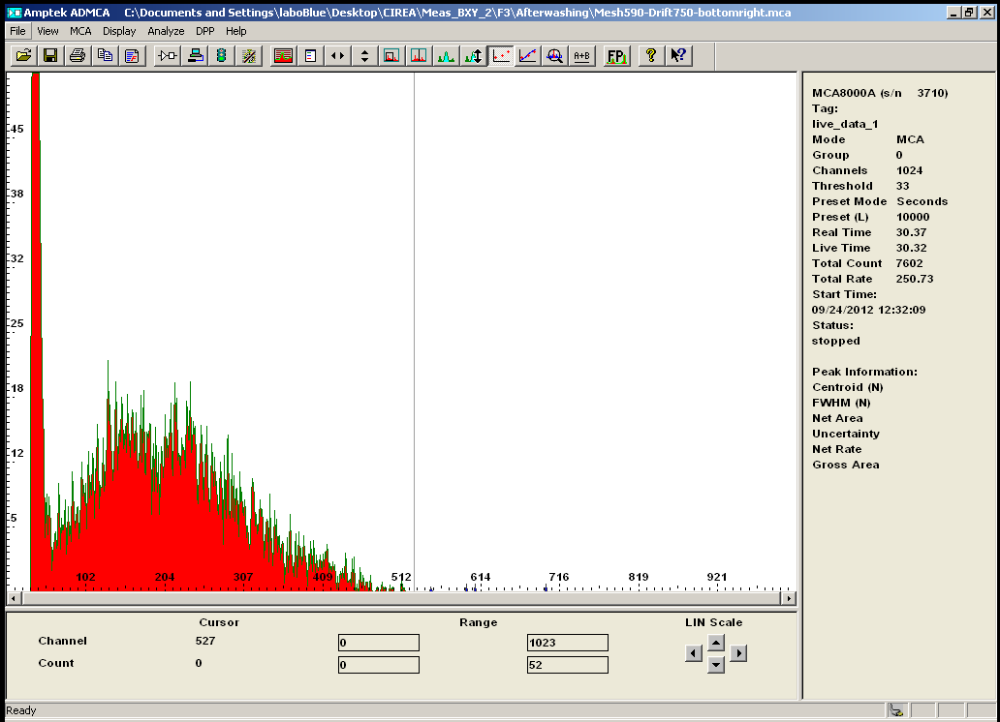 Amptek ADMCA C:\Documents and Settings\laboBlue\Desktop\CIREA\Meas_BXY_2\F3\Afterwashing\Mesh590-Drift750-bottomright.mca
File View MCA Display Analyze DPP Help
A+B FP ? ?
45
38
32
25
18
12
5
102 204 307 409 512 614 716 819 921
MCA8000A (s/n 3710)
Tag:
live_data_1
Mode MCA
Group 0
Channels 1024
Threshold 33
Preset Mode Seconds
Preset (L) 10000
Real Time 30.37
Live Time 30.32
Total Count 7602
Total Rate 250.73
Start Time:
09/24/2012 12:32:09
Status:
stopped
Peak Information:
Centroid (N)
FWHM (N)
Net Area
Uncertainty
Net Rate
Gross Area
Cursor Range LIN Scale
Channel 527 0 1023
Count 0 0 52
Ready